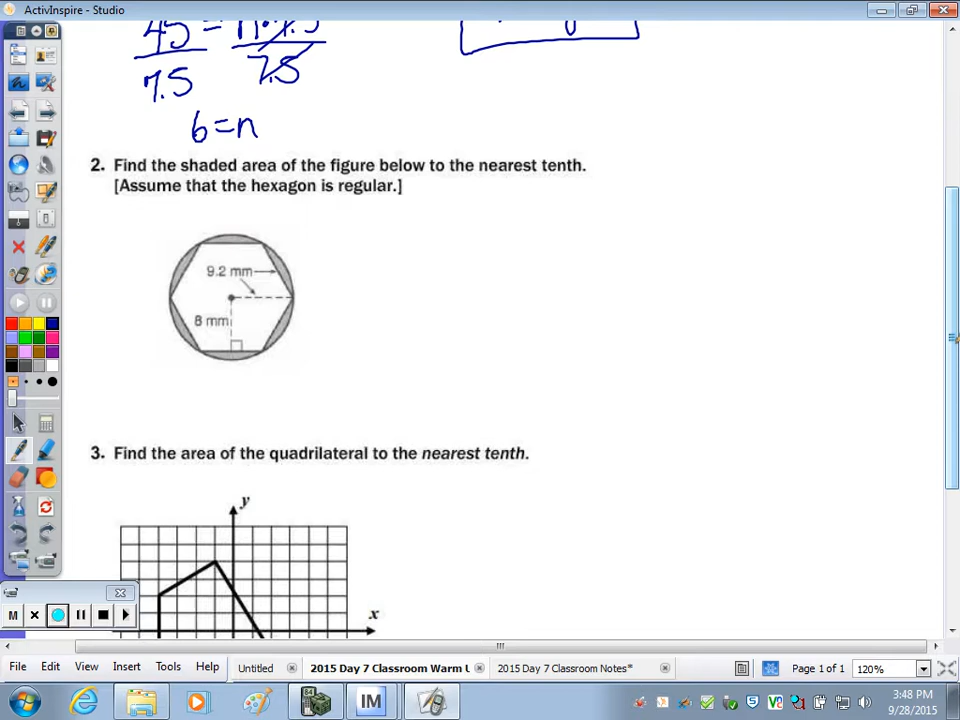 ActivInspire - Studio
45 = n
7.5 7.5
6 = n
2. Find the shaded area of the figure below to the nearest tenth.
[Assume that the hexagon is regular.]
9.2 mm
8 mm
3. Find the area of the quadrilateral to the nearest tenth.
y
x
M
File Edit View Insert Tools Help Untitled 2015 Day 7 Classroom Warm U 2015 Day 7 Classroom Notes* Page 1 of 1 120%
IM
3:48 PM
9/28/2015